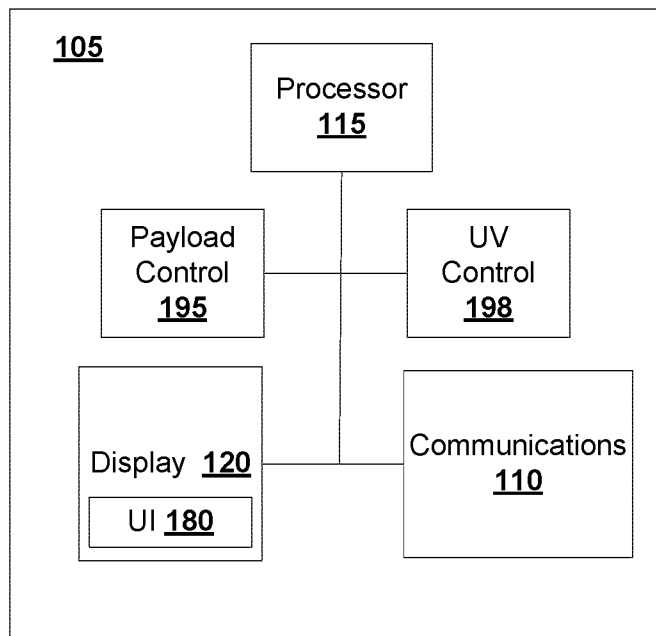 105
Processor
115
Payload
Control
195
UV
Control
198
Display 120
UI 180
Communications
110